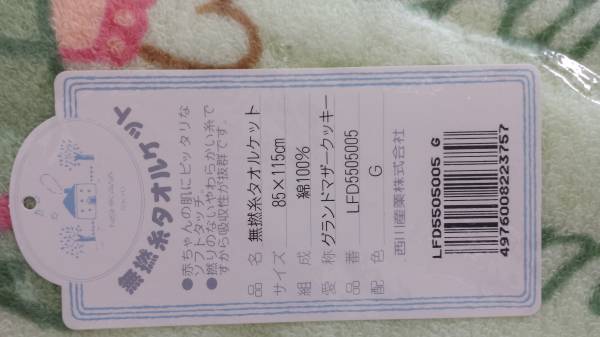 無撚糸タオルケット
●赤ちゃんの肌にピッタリな
ソフトタッチ。
●撚りのないやわらかい糸で
すから吸収性が抜群です。
品 名 無撚糸タオルケット
サイズ 85×115cm
組 成 綿100%
愛 称 グランドマザークッキー
品 番 LFD5505005
配 色 G
西川産業株式会社
LFD5505005 G
4976008223757